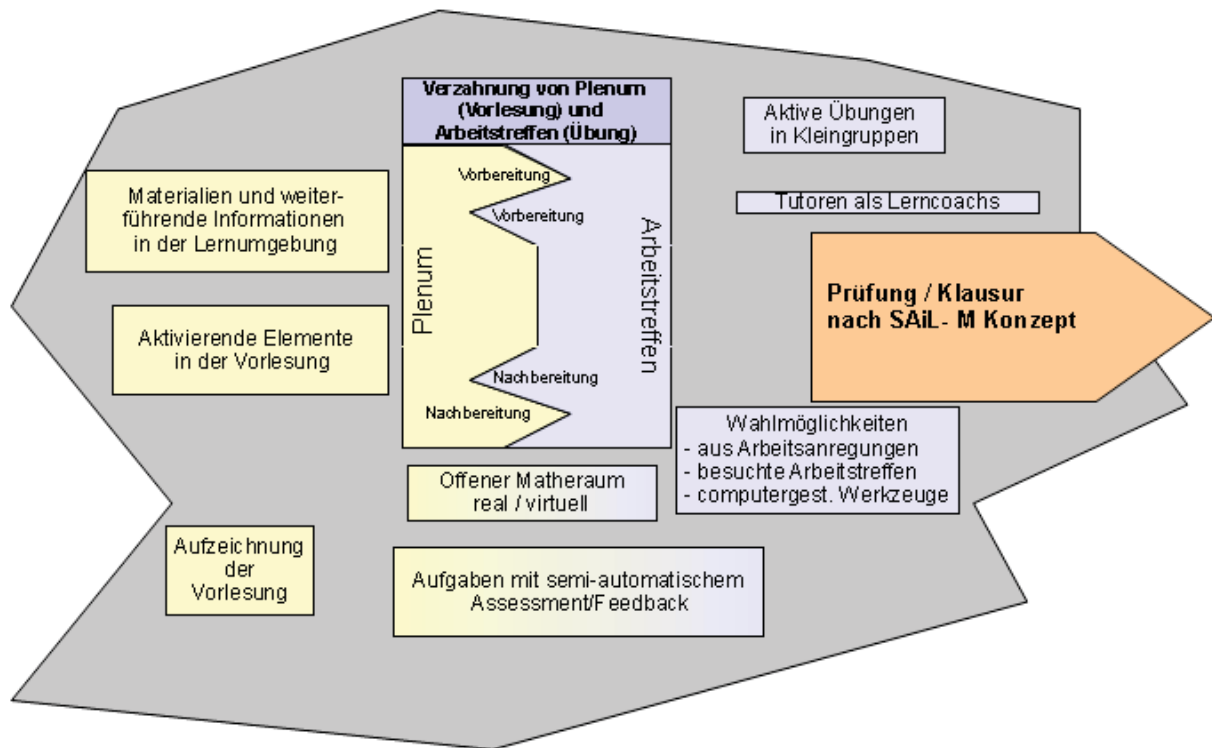 Verzahnung von Plenum
(Vorlesung) und
Arbeitstreffen (Übung)
Aktive Übungen
in Kleingruppen
Materialien und weiter-
führende Informationen
in der Lernumgebung
Vorbereitung
Vorbereitung
Plenum
Arbeitstreffen
Nachbereitung
Nachbereitung
Tutoren als Lerncoachs
Prüfung / Klausur
nach SAiL- M Konzept
Aktivierende Elemente
in der Vorlesung
Wahlmöglichkeiten
- aus Arbeitsanregungen
- besuchte Arbeitstreffen
- computergest. Werkzeuge
Offener Matheraum
real / virtuell
Aufzeichnung
der
Vorlesung
Aufgaben mit semi-automatischem
Assessment/Feedback